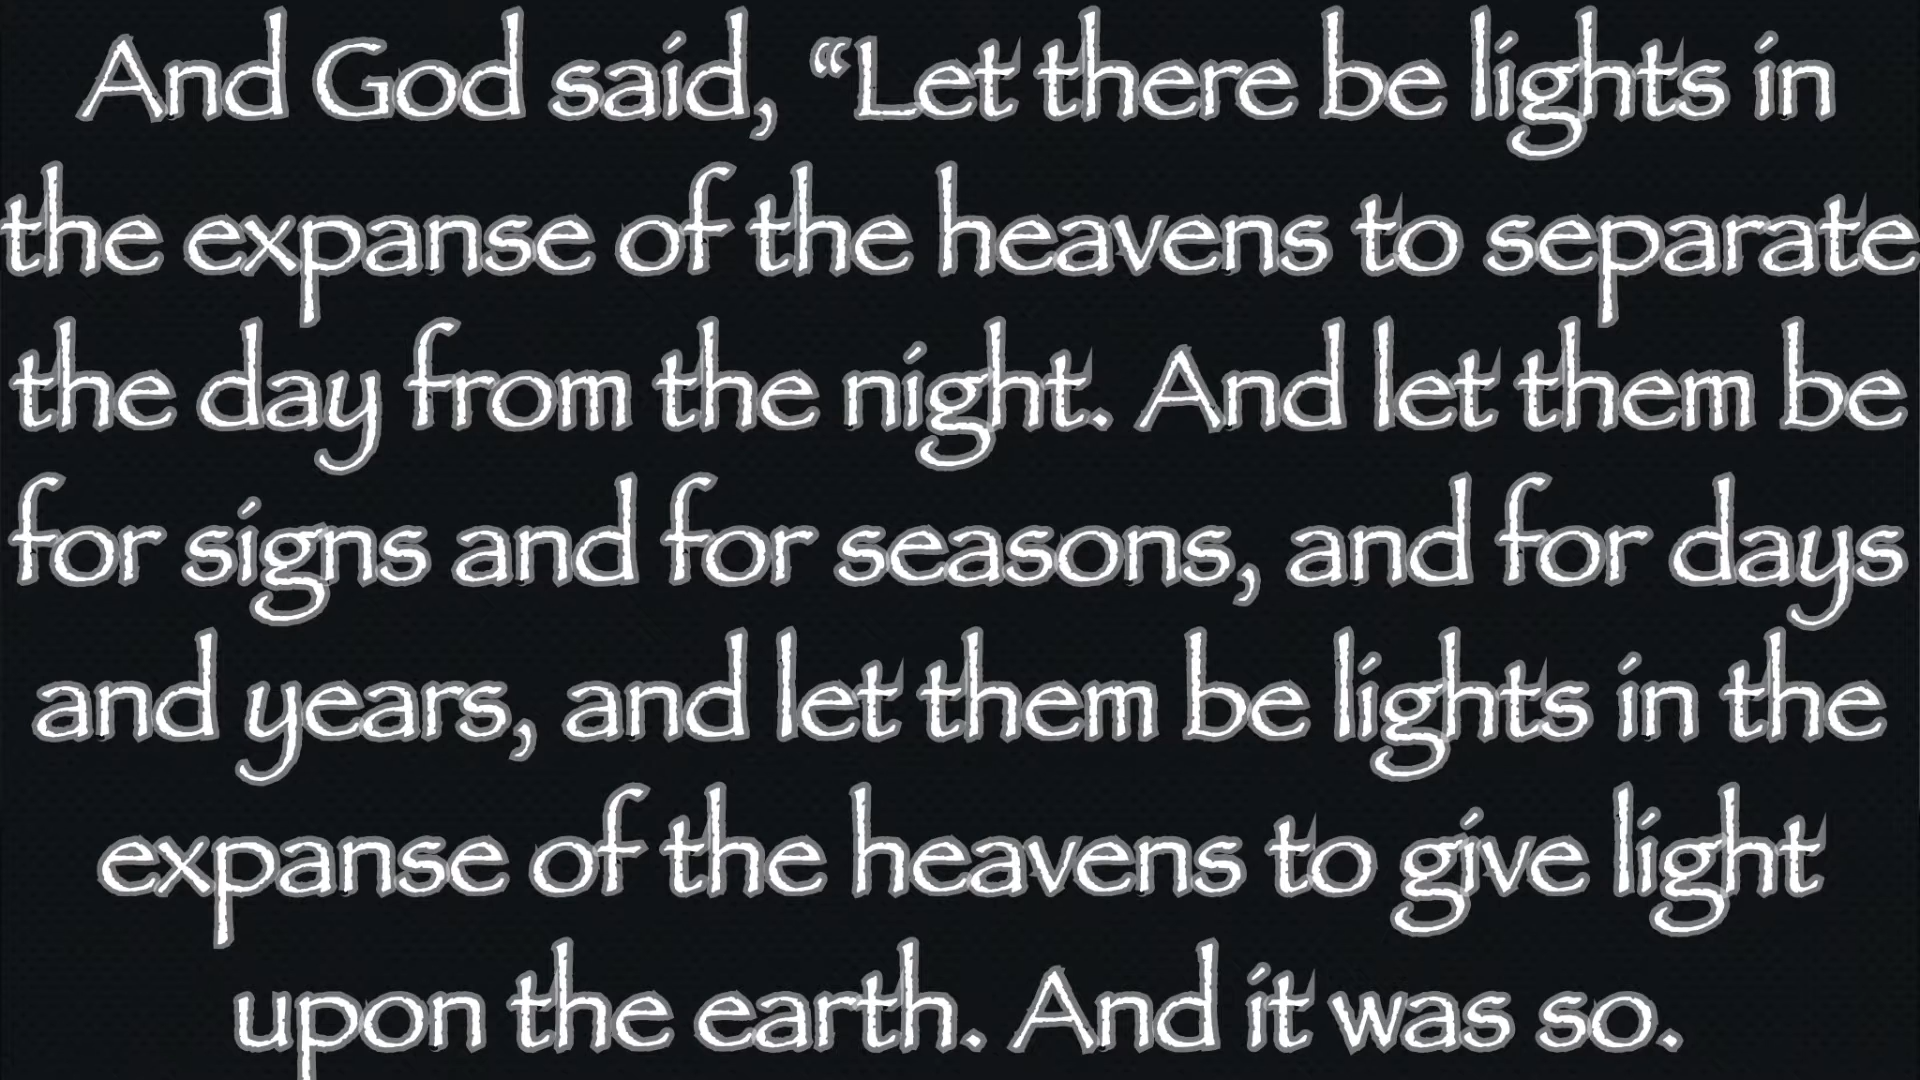 And God said, “Let there be lights in
the expanse of the heavens to separate
the day from the night. And let them be
for signs and for seasons, and for days
and years, and let them be lights in the
expanse of the heavens to give light
upon the earth. And it was so.